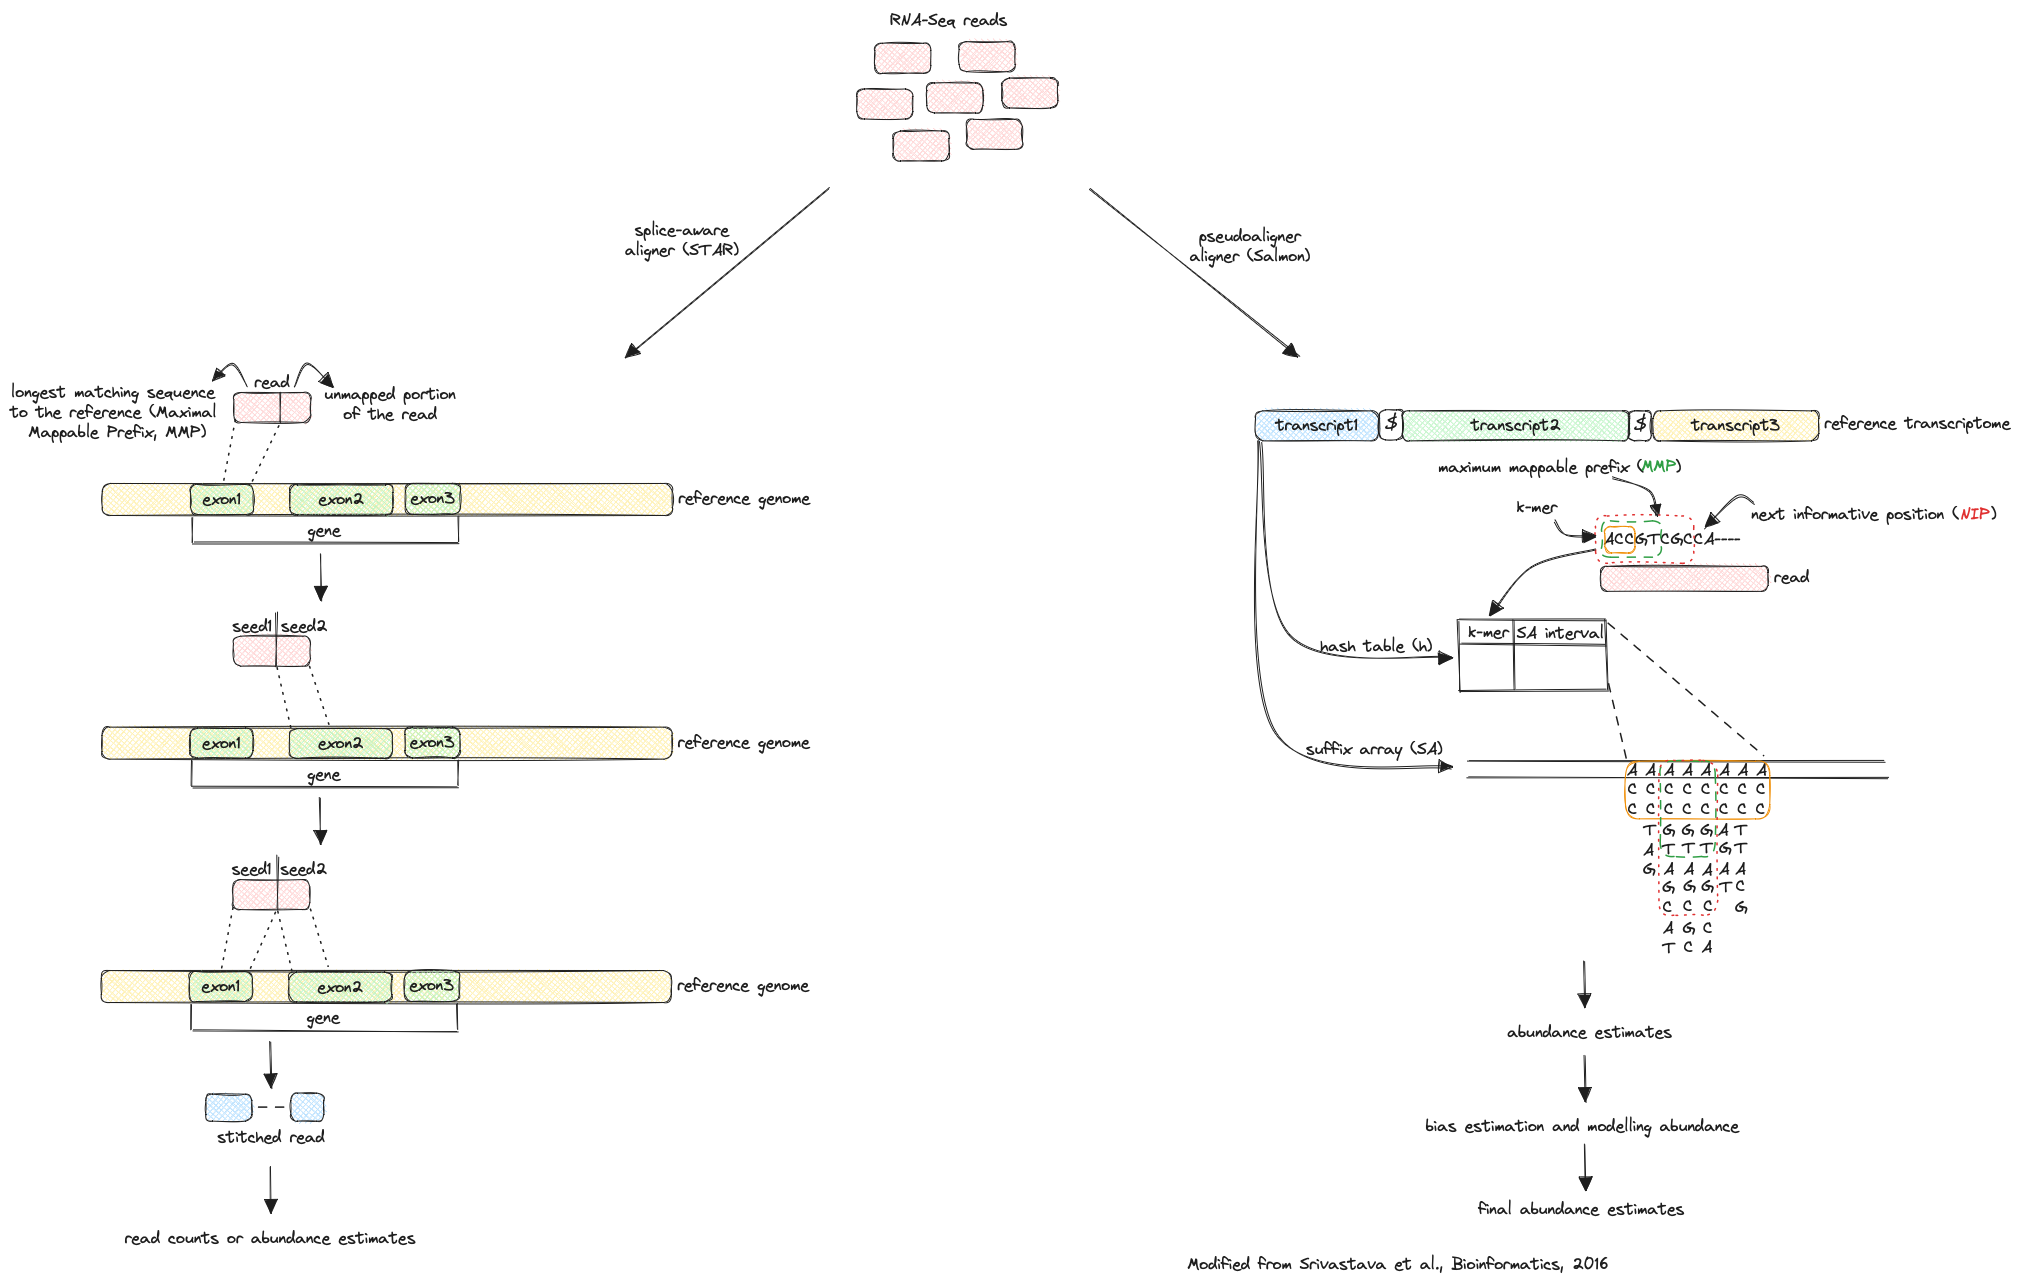 RNA-Seq reads
splice-aware
aligner (STAR)
pseudoaligner
aligner (Salmon)
read
longest matching sequence
to the reference (Maximal
Mappable Prefix, MMP)
unmapped portion
of the read
exon1 exon2 exon3 reference genome
gene
seed1 seed2
exon1 exon2 exon3 reference genome
gene
seed1 seed2
exon1 exon2 exon3 reference genome
gene
stitched read
read counts or abundance estimates
transcript1 $ transcript2 $ transcript3 reference transcriptome
maximum mappable prefix (MMP)
k-mer
next informative position (NIP)
ACCGTCGCCA----
read
k-mer SA interval
hash table (h)
suffix array (SA)
A A A A A A A A
C C C C C C C C
C C C C C C C C
T G G G A T
A T T T G T
G A A A A A
G G G T C
C C C G
A G C
T C A
abundance estimates
bias estimation and modelling abundance
final abundance estimates
Modified from Srivastava et al., Bioinformatics, 2016